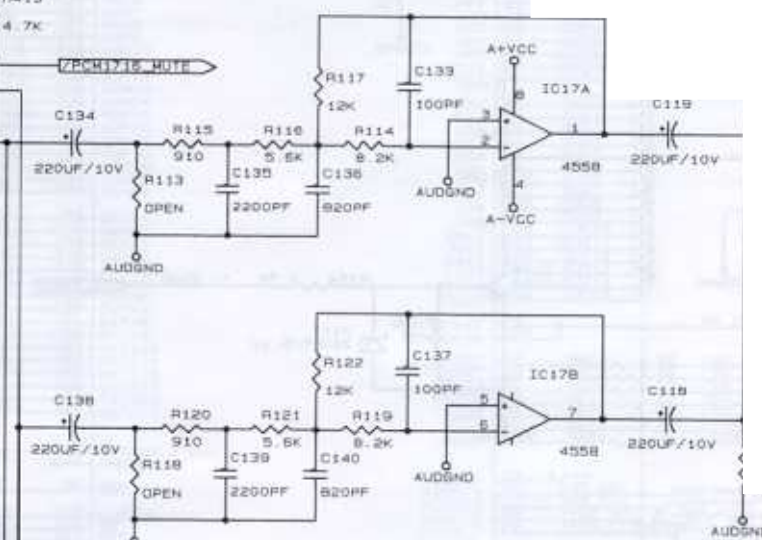 4.7K
/PCM1716_MUTE
C134
220UF/10V
R113
OPEN
AUDGND
R115
910
C135
2200PF
R116
5.6K
C136
820PF
R117
12K
R114
8.2K
C133
100PF
AUDGND
A+VCC
8
3
2
1
4
IC17A
4558
A-VCC
C119
220UF/10V
C138
220UF/10V
R118
OPEN
R120
910
C139
2200PF
R121
5.6K
C140
820PF
R122
12K
R119
8.2K
C137
100PF
AUDGND
5
6
7
IC17B
4558
C118
220UF/10V
AUDGN